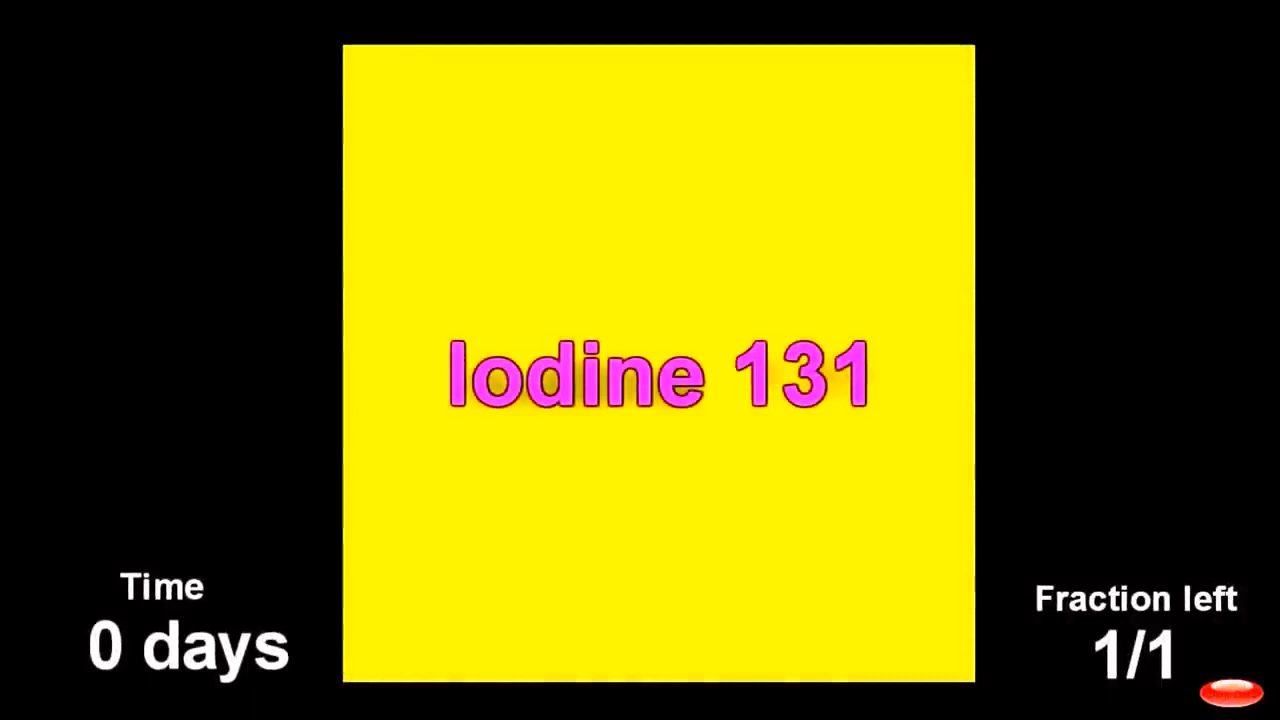 Iodine 131
Time
0 days
Fraction left
1/1